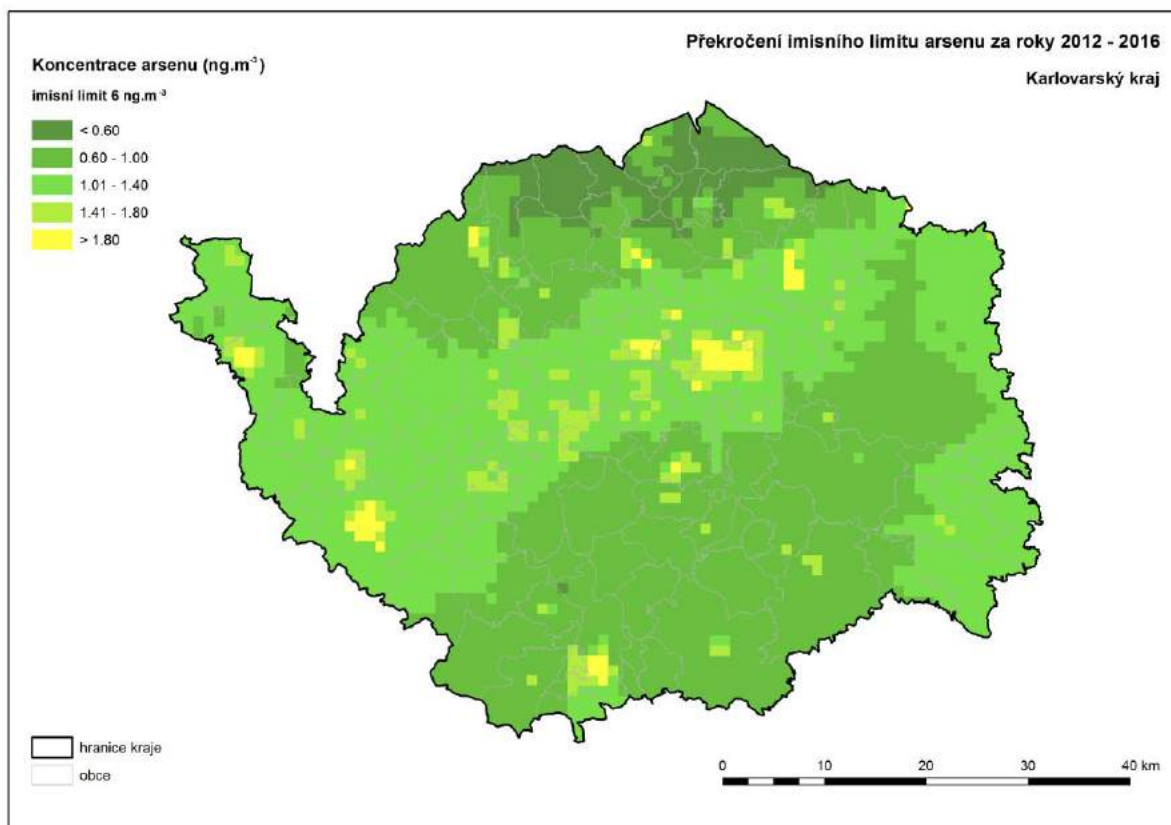 Překročení imisního limitu arsenu za roky 2012 - 2016
Karlovarský kraj
Koncentrace arsenu (ng.m⁻³)
imisní limit 6 ng.m⁻³
< 0.60
0.60 - 1.00
1.01 - 1.40
1.41 - 1.80
> 1.80
hranice kraje
obce
0 10 20 30 40 km